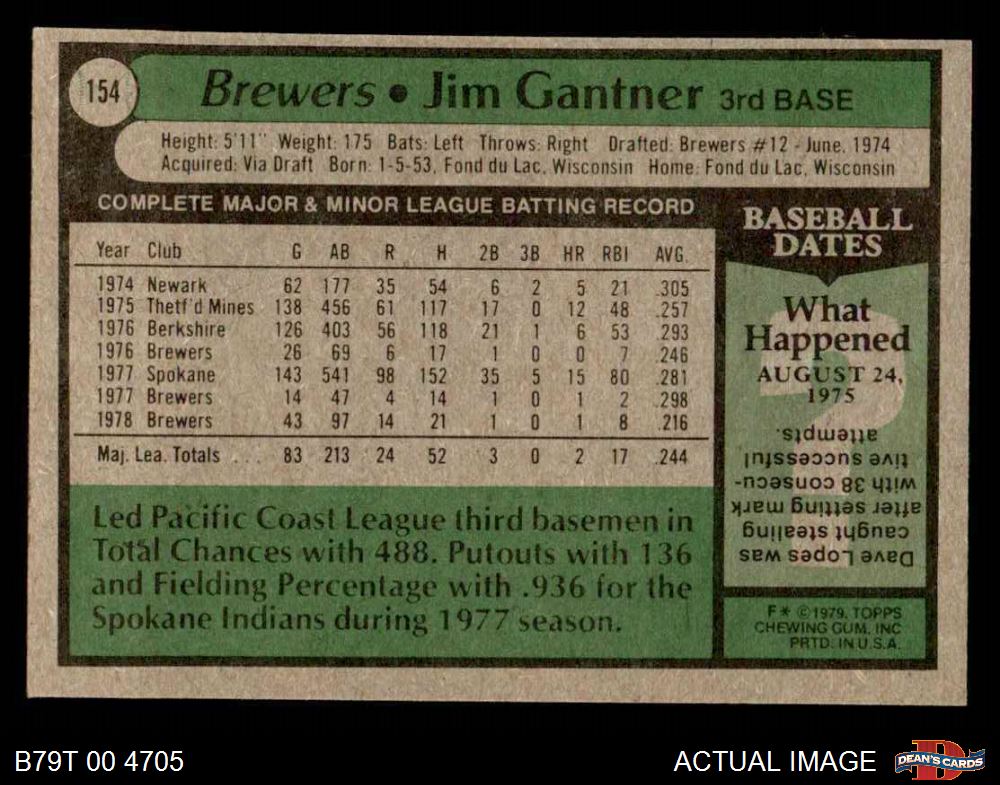 154
Brewers • Jim Gantner 3rd BASE
Height: 5'11" Weight: 175 Bats: Left Throws: Right Drafted: Brewers #12 - June, 1974
Acquired: Via Draft Born: 1-5-53, Fond du Lac, Wisconsin Home: Fond du Lac, Wisconsin
COMPLETE MAJOR & MINOR LEAGUE BATTING RECORD
Year Club G AB R H 2B 3B HR RBI AVG.
1974 Newark 62 177 35 54 6 2 5 21 .305
1975 Thetf'd Mines 138 456 61 117 17 0 12 48 .257
1976 Berkshire 126 403 56 118 21 1 6 53 .293
1976 Brewers 26 69 6 17 1 0 0 7 .246
1977 Spokane 143 541 98 152 35 5 15 80 .281
1977 Brewers 14 47 4 14 1 0 1 2 .298
1978 Brewers 43 97 14 21 1 0 1 8 .216
Maj. Lea. Totals . . . 83 213 24 52 3 0 2 17 .244
Led Pacific Coast League third basemen in
Total Chances with 488. Putouts with 136
and Fielding Percentage with .936 for the
Spokane Indians during 1977 season.
BASEBALL
DATES
What
Happened
AUGUST 24,
1975
?
Dave Lopes was
caught stealing
after setting mark
with 38 consecu-
tive successful
attempts.
F* ©1979. TOPPS
CHEWING GUM, INC
PRTD. IN U.S.A.
B79T 00 4705
ACTUAL IMAGE
D
DEAN'S CARDS